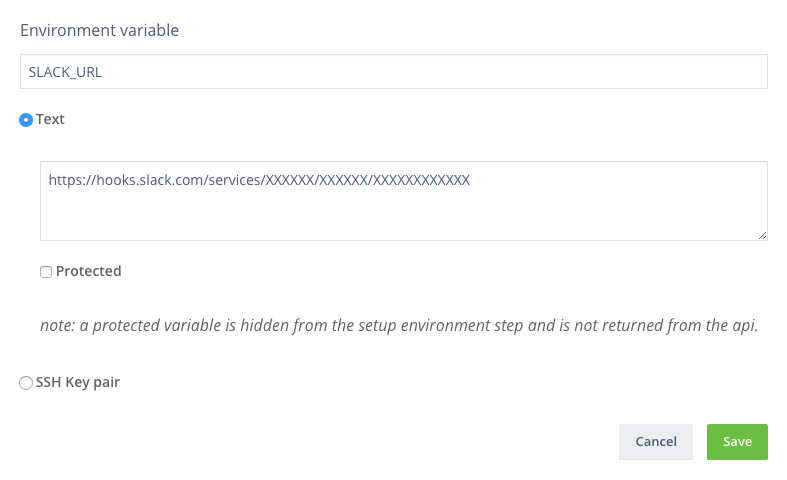 Environment variable
SLACK_URL
Text
https://hooks.slack.com/services/XXXXXX/XXXXXX/XXXXXXXXXXXX
Protected
note: a protected variable is hidden from the setup environment step and is not returned from the api.
SSH Key pair
Cancel Save